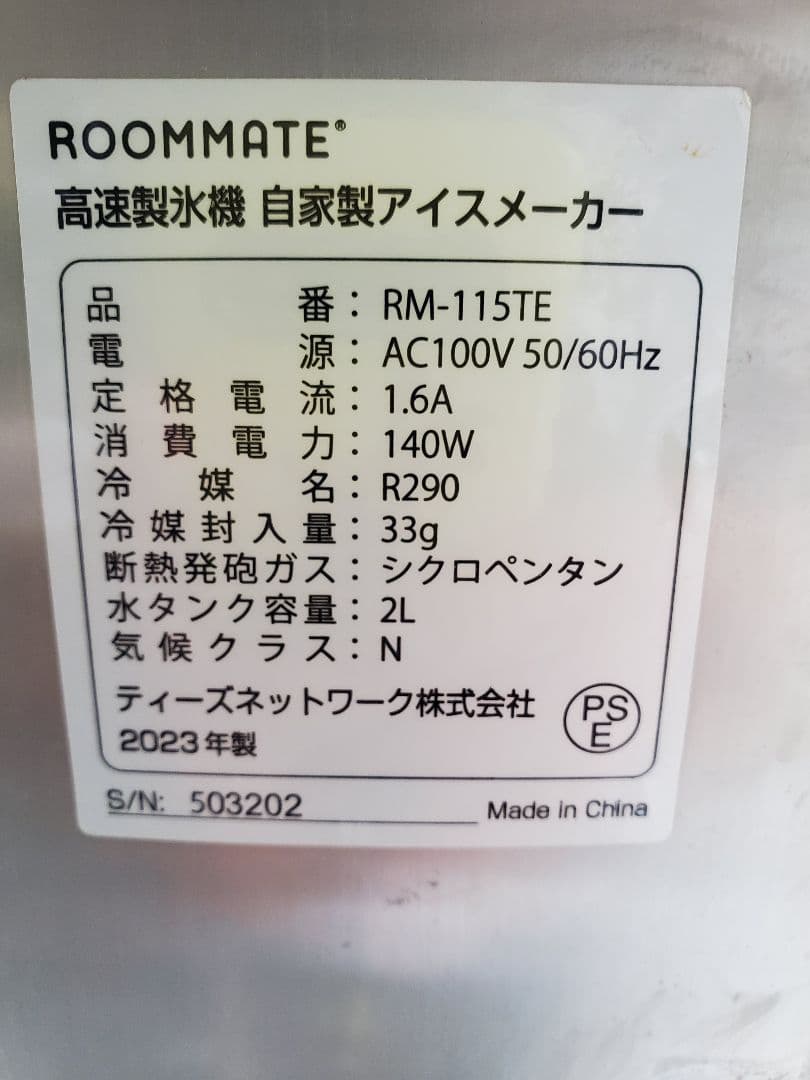 ROOMMATE®
高速製氷機 自家製アイスメーカー
品番：RM-115TE
電源：AC100V 50/60Hz
定格電流：1.6A
消費電力：140W
冷媒名：R290
冷媒封入量：33g
断熱発砲ガス：シクロペンタン
水タンク容量：2L
気候クラス：N
ティーズネットワーク株式会社
PSE
2023年製
S/N: 503202
Made in China